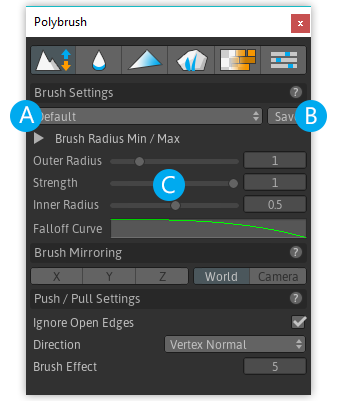 Polybrush x
Brush Settings ?
A Default Save B
Brush Radius Min / Max
Outer Radius 1
Strength C 1
Inner Radius 0.5
Falloff Curve
Brush Mirroring
X Y Z World Camera
Push / Pull Settings ?
Ignore Open Edges
Direction Vertex Normal
Brush Effect 5